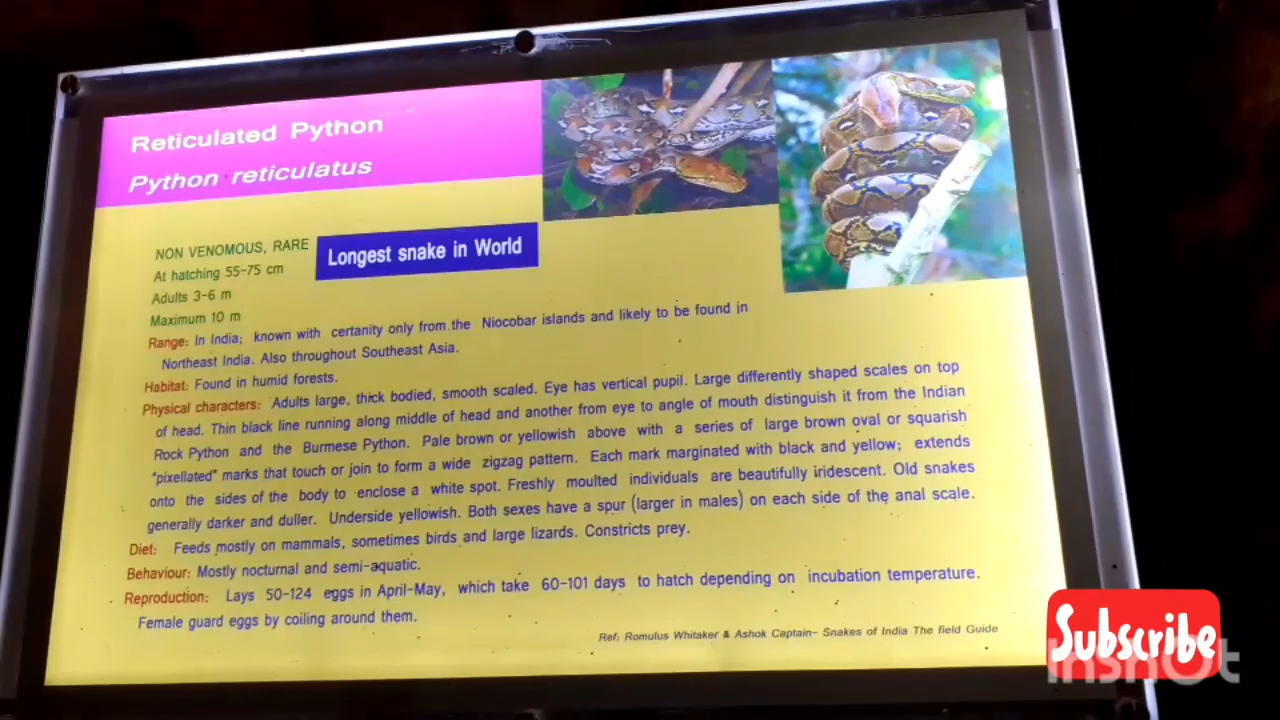 Reticulated Python
Python reticulatus
NON VENOMOUS, RARE
Longest snake in World
At hatching 55-75 cm
Adults 3-6 m
Maximum 10 m
Range: In India; known with certanity only from the Niocobar islands and likely to be found in
Northeast India. Also throughout Southeast Asia.
Habitat: Found in humid forests.
Physical characters: Adults large, thick bodied, smooth scaled. Eye has vertical pupil. Large differently shaped scales on top
of head. Thin black line running along middle of head and another from eye to angle of mouth distinguish it from the Indian
Rock Python and the Burmese Python. Pale brown or yellowish above with a series of large brown oval or squarish
"pixellated" marks that touch or join to form a wide zigzag pattern. Each mark marginated with black and yellow; extends
onto the sides of the body to enclose a white spot. Freshly moulted individuals are beautifully iridescent. Old snakes
generally darker and duller. Underside yellowish. Both sexes have a spur (larger in males) on each side of the anal scale.
Diet: Feeds mostly on mammals, sometimes birds and large lizards. Constricts prey.
Behaviour: Mostly nocturnal and semi-aquatic.
Reproduction: Lays 50-124 eggs in April-May, which take 60-101 days to hatch depending on incubation temperature.
Female guard eggs by coiling around them.
Ref: Romulus Whitaker & Ashok Captain- Snakes of India The field Guide
Subscribe